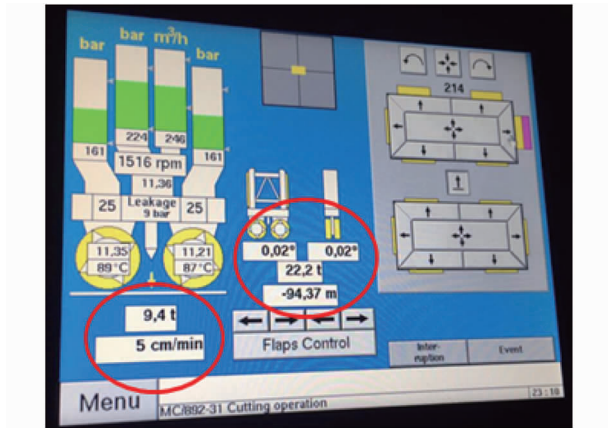 bar
bar m³/h
bar
214
161
224
246
161
1516 rpm
11,36
25
Leakage
9 bar
25
11,35
89°C
11,21
87°C
0,02°
0,02°
22,2 t
-94,37 m
9,4 t
5 cm/min
Flaps Control
Inter-
ruption
Event
Menu
MC/892-31 Cutting operation
23:10